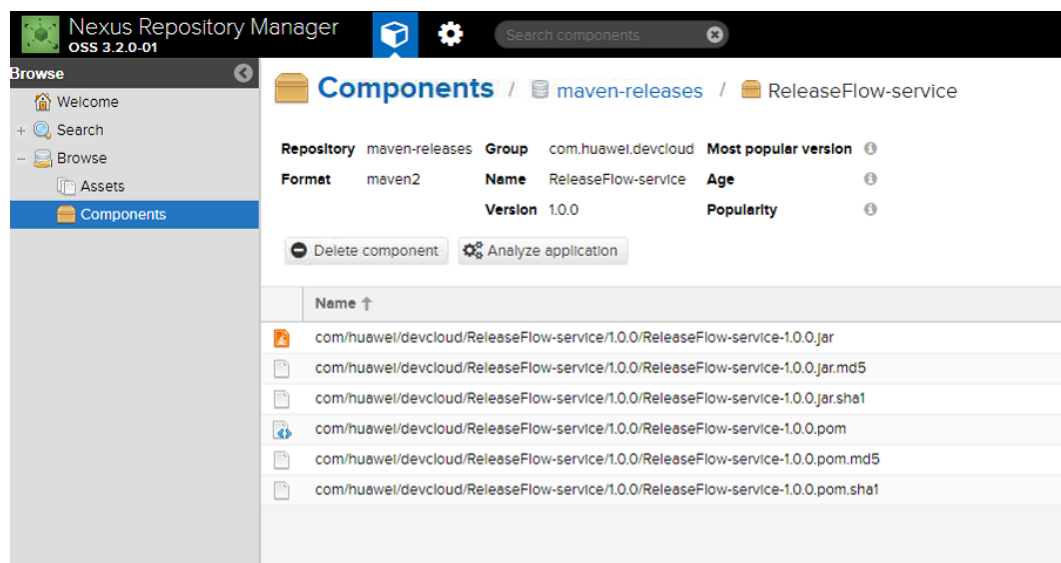 Nexus Repository Manager
OSS 3.2.0-01
Search components
Browse
Welcome
Search
Browse
Assets
Components
Components / maven-releases / ReleaseFlow-service
Repository maven-releases Group com.huawei.devcloud Most popular version
Format maven2 Name ReleaseFlow-service Age
Version 1.0.0 Popularity
Delete component Analyze application
Name
com/huawei/devcloud/ReleaseFlow-service/1.0.0/ReleaseFlow-service-1.0.0.jar
com/huawei/devcloud/ReleaseFlow-service/1.0.0/ReleaseFlow-service-1.0.0.jar.md5
com/huawei/devcloud/ReleaseFlow-service/1.0.0/ReleaseFlow-service-1.0.0.jar.sha1
com/huawei/devcloud/ReleaseFlow-service/1.0.0/ReleaseFlow-service-1.0.0.pom
com/huawei/devcloud/ReleaseFlow-service/1.0.0/ReleaseFlow-service-1.0.0.pom.md5
com/huawei/devcloud/ReleaseFlow-service/1.0.0/ReleaseFlow-service-1.0.0.pom.sha1